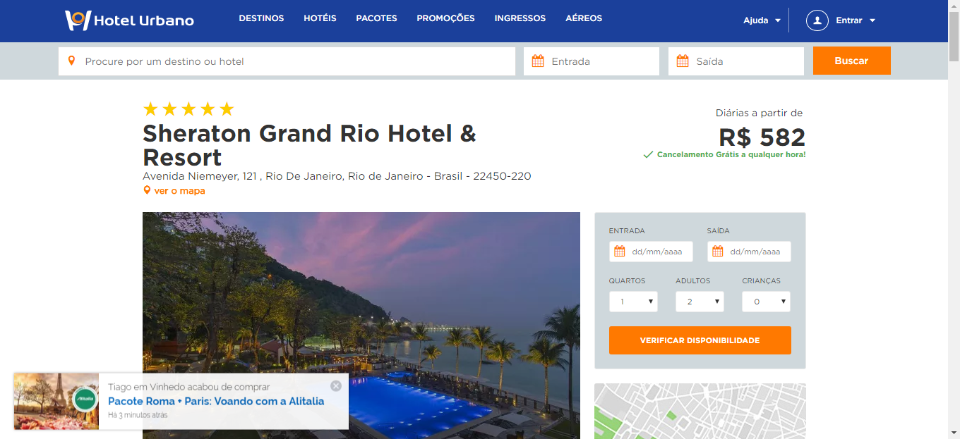 Hotel Urbano
DESTINOS HOTÉIS PACOTES PROMOÇÕES INGRESSOS AÉREOS
Ajuda Entrar
Procure por um destino ou hotel
Entrada
Saída
Buscar
Sheraton Grand Rio Hotel &
Resort
Avenida Niemeyer, 121 , Rio De Janeiro, Rio de Janeiro - Brasil - 22450-220
ver o mapa
Diárias a partir de
R$ 582
Cancelamento Grátis a qualquer hora!
ENTRADA SAÍDA
dd/mm/aaaa dd/mm/aaaa
QUARTOS ADULTOS CRIANÇAS
1 2 0
VERIFICAR DISPONIBILIDADE
Alitalia
Tiago em Vinhedo acabou de comprar
Pacote Roma + Paris: Voando com a Alitalia
Há 3 minutos atrás